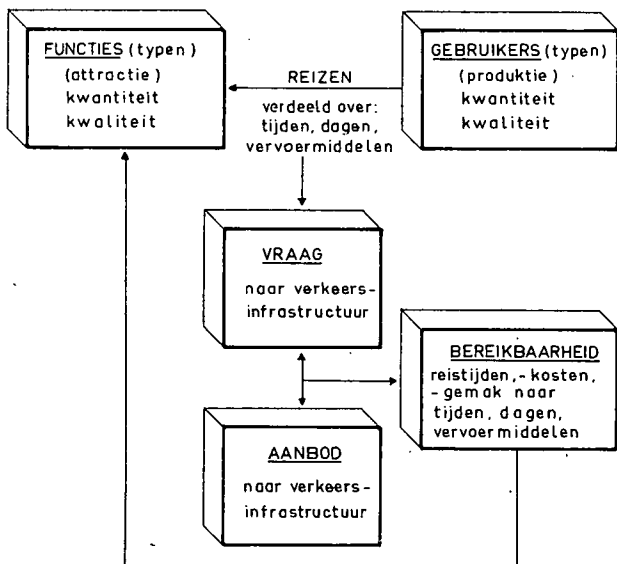 FUNCTIES (typen)
(attractie)
kwantiteit
kwaliteit
REIZEN
verdeeld over:
tijden, dagen,
vervoermiddelen
GEBRUIKERS (typen)
(produktie)
kwantiteit
kwaliteit
VRAAG
naar verkeers-
infrastructuur
BEREIKBAARHEID
reistijden, - kosten,
- gemak naar
tijden, dagen,
vervoermiddelen
AANBOD
naar verkeers-
infrastructuur